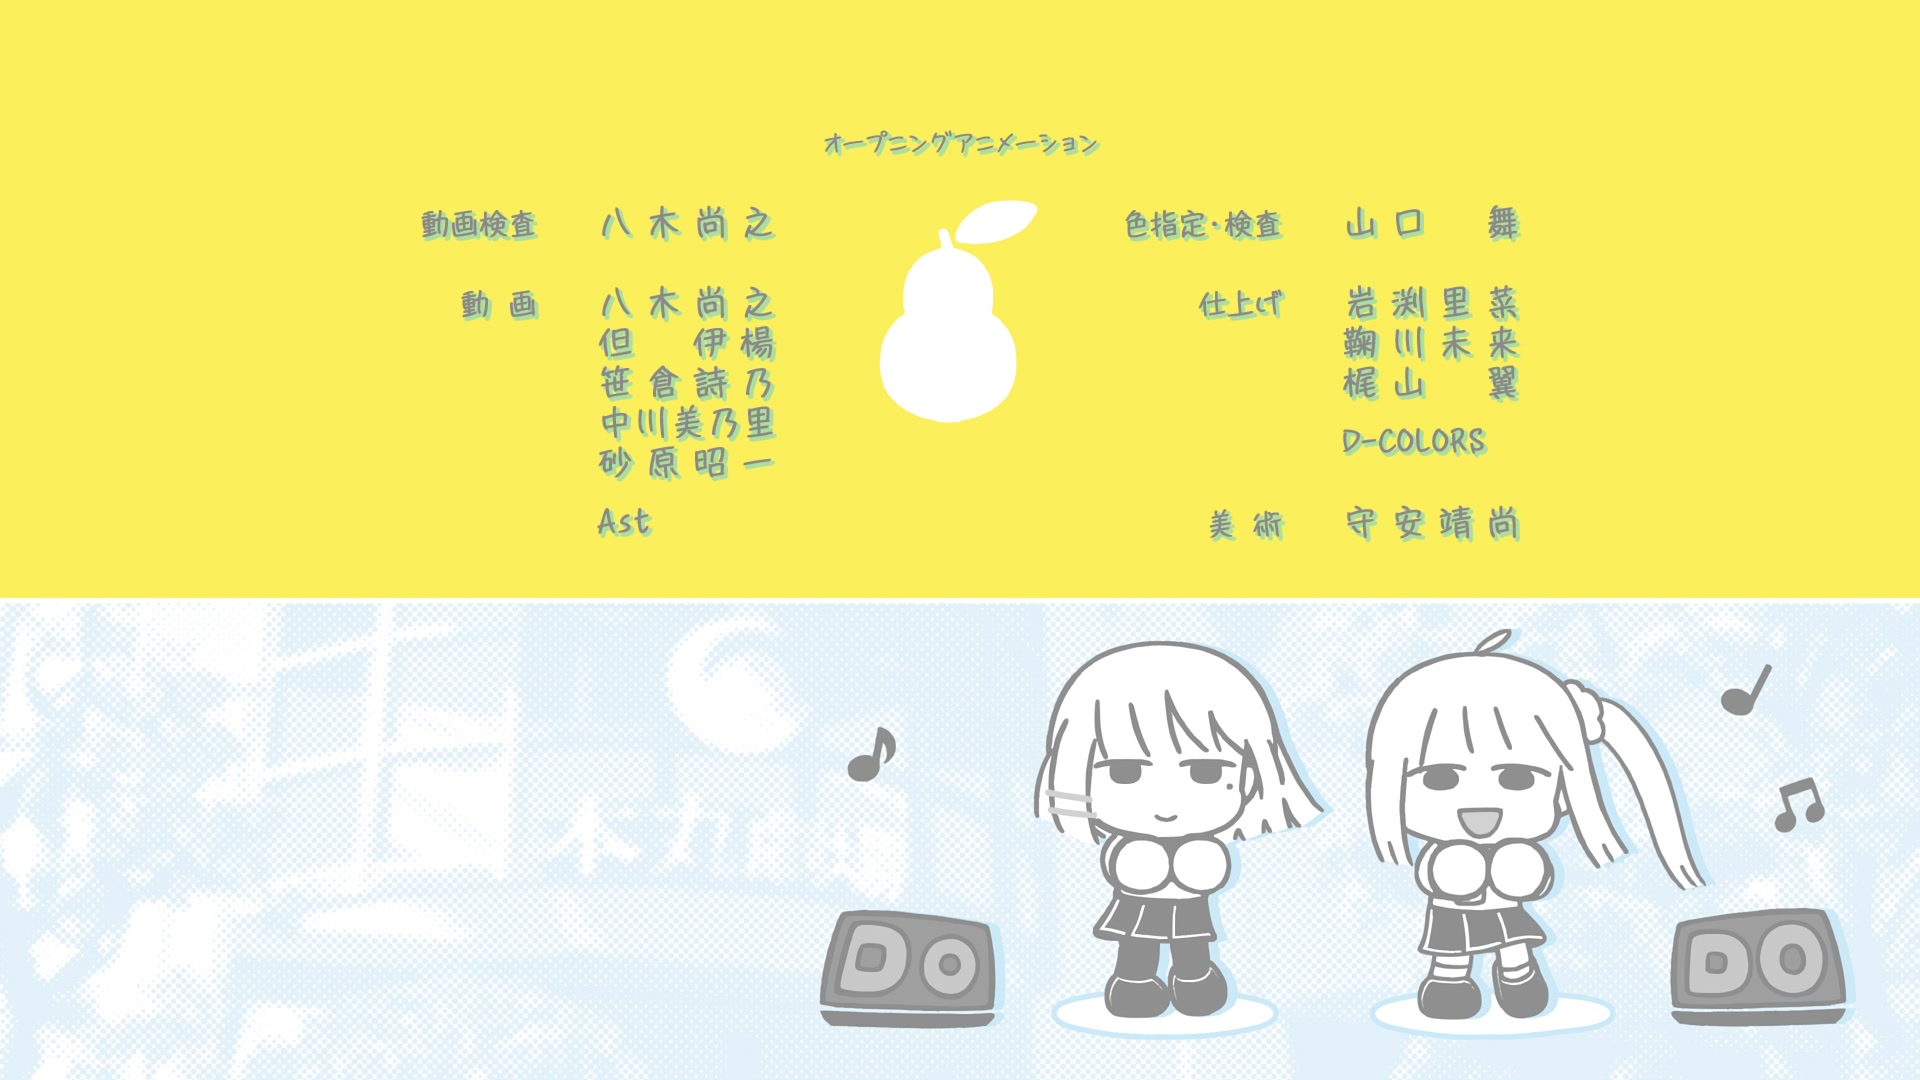 オープニングアニメーション
動画検査 八木尚之
動画 八木尚之
但 伊楊
笹倉詩乃
中川美乃里
砂原昭一
Ast
色指定・検査 山口 舞
仕上げ 岩渕里菜
鞠川未来
梶山 翼
D-COLORS
美術 守安靖尚
DO
DO